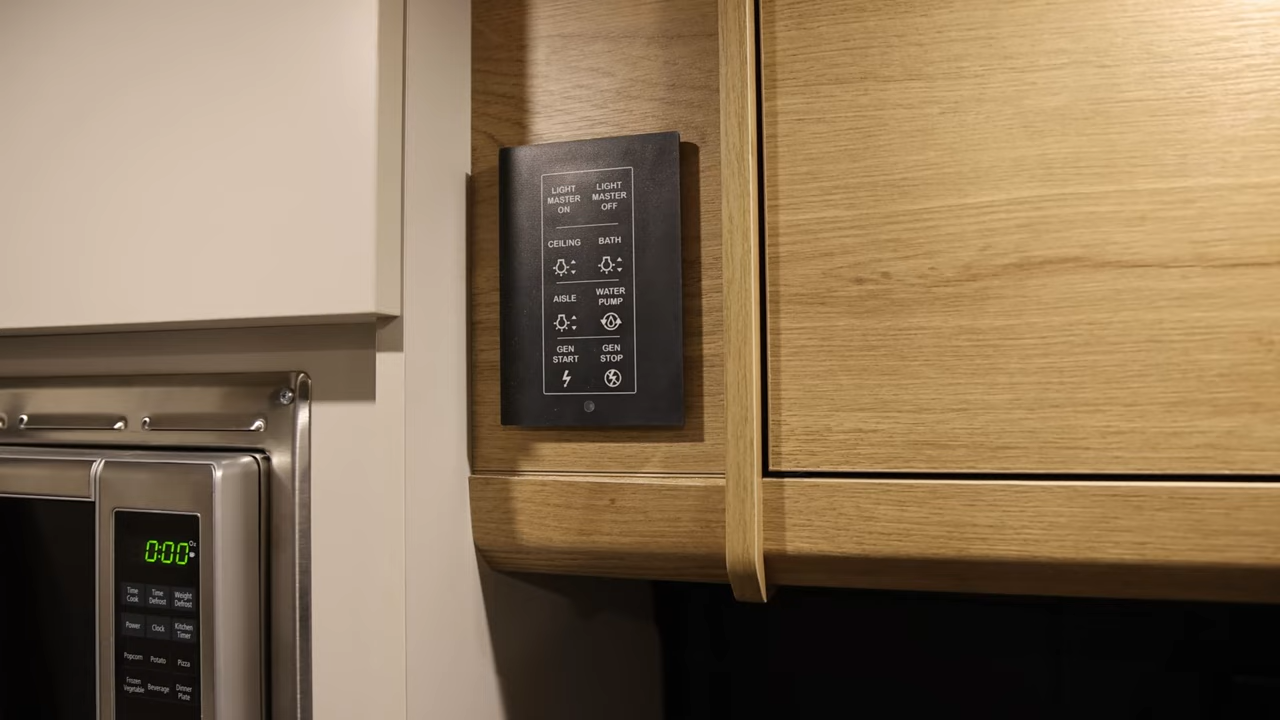 LIGHT
MASTER
ON
LIGHT
MASTER
OFF
CEILING
BATH
AISLE
WATER
PUMP
GEN
START
GEN
STOP
0:00
Oz
Time
Cook
Time
Defrost
Weight
Defrost
Power
Clock
Kitchen
Timer
Popcorn
Potato
Pizza
Frozen
Vegetable
Beverage
Dinner
Plate